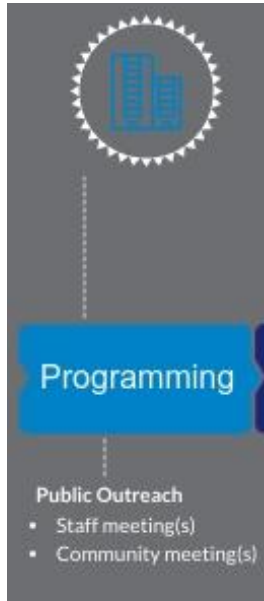 Programming
Public Outreach
▪ Staff meeting(s)
▪ Community meeting(s)